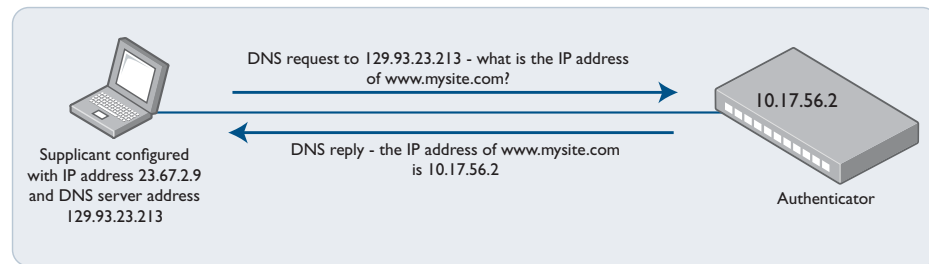 DNS request to 129.93.23.213 - what is the IP address
of www.mysite.com?
10.17.56.2
DNS reply - the IP address of www.mysite.com
is 10.17.56.2
Supplicant configured
with IP address 23.67.2.9
and DNS server address
129.93.23.213
Authenticator